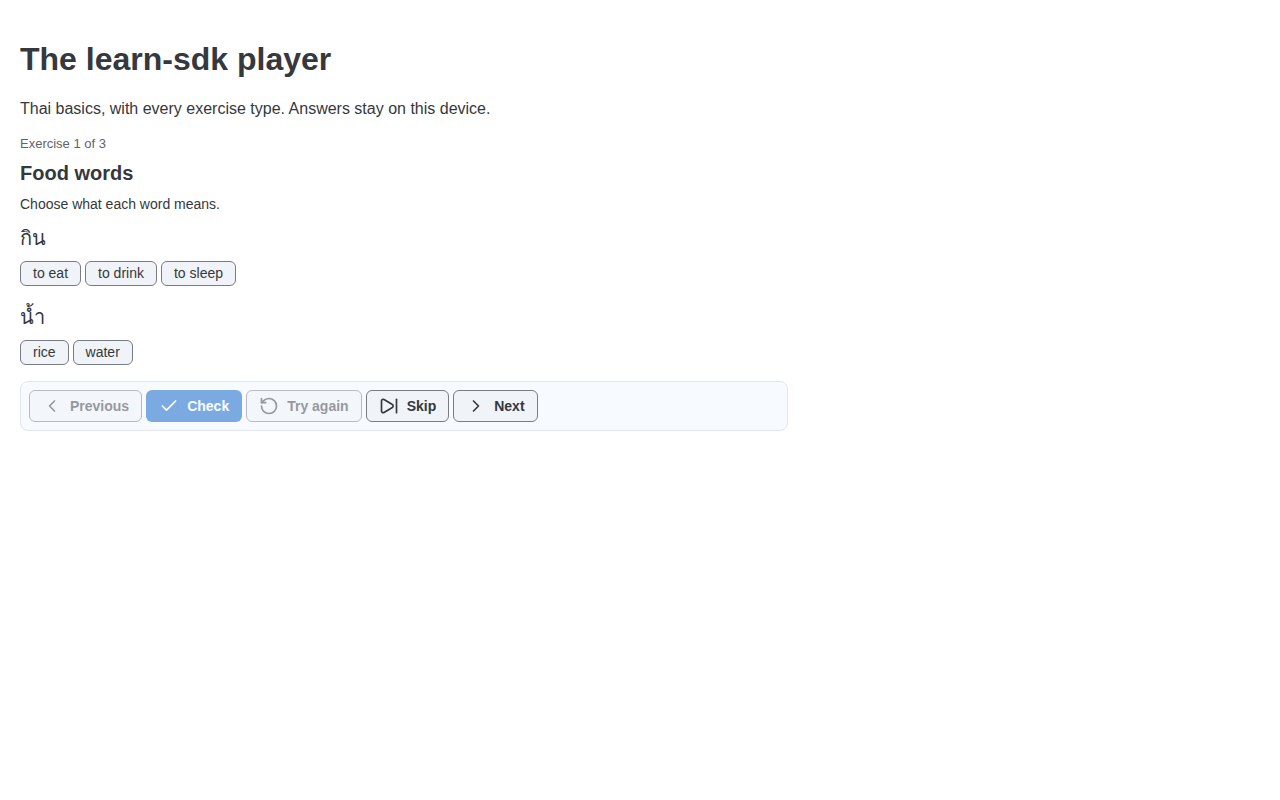 The learn-sdk player
Thai basics, with every exercise type. Answers stay on this device.
Exercise 1 of 3
Food words
Choose what each word means.
กิน
to eat to drink to sleep
น้ำ
rice water
Previous Check Try again Skip Next